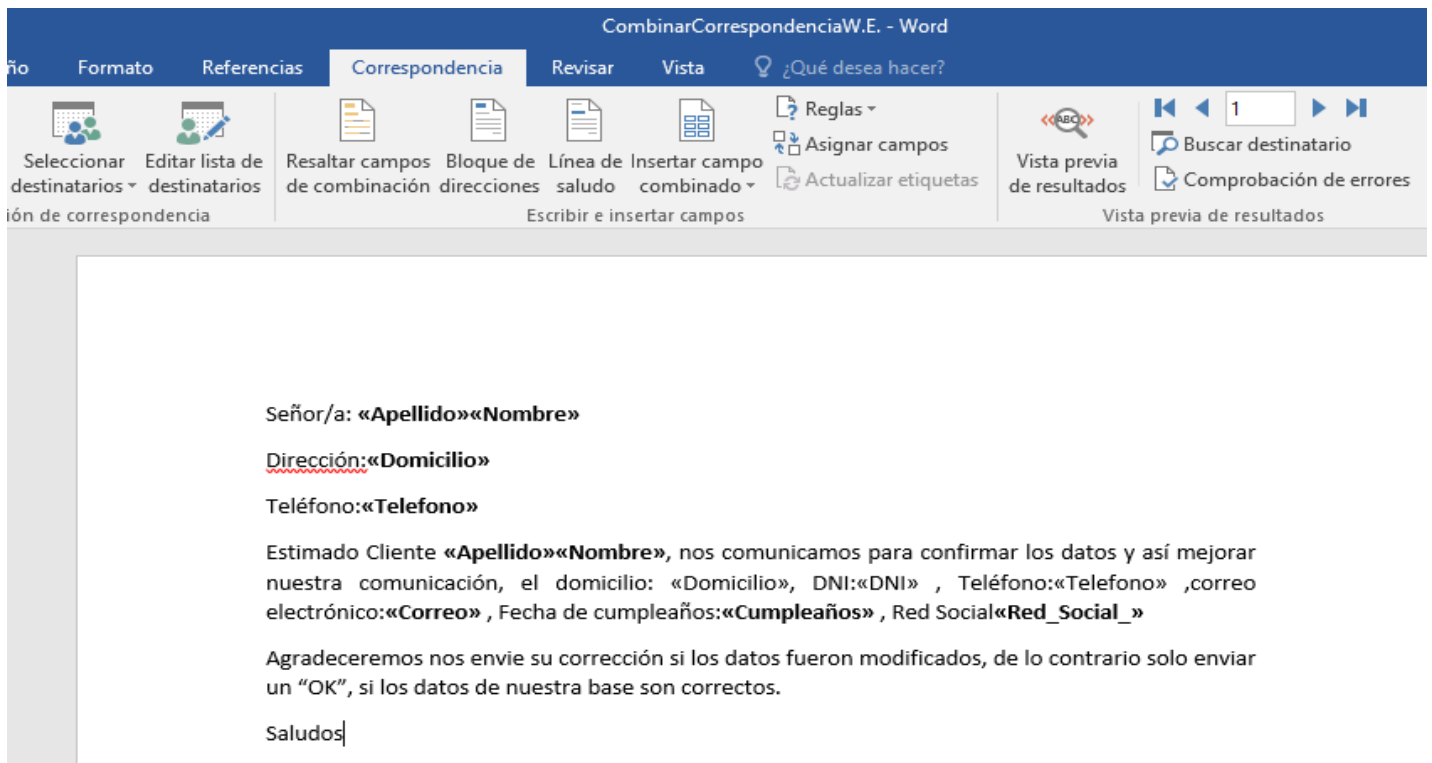 CombinarCorrespondenciaW.E. - Word
ño Formato Referencias Correspondencia Revisar Vista ¿Qué desea hacer?
Seleccionar destinatarios
Editar lista de destinatarios
Resaltar campos de combinación
Bloque de direcciones
Línea de saludo
Insertar campo combinado
Reglas
Asignar campos
Actualizar etiquetas
«ABC»
Vista previa de resultados
1
Buscar destinatario
Comprobación de errores
ión de correspondencia
Escribir e insertar campos
Vista previa de resultados
Señor/a: «Apellido»«Nombre»
Dirección:«Domicilio»
Teléfono:«Telefono»
Estimado Cliente «Apellido»«Nombre», nos comunicamos para confirmar los datos y así mejorar
nuestra comunicación, el domicilio: «Domicilio», DNI:«DNI» , Teléfono:«Telefono» ,correo
electrónico:«Correo» , Fecha de cumpleaños:«Cumpleaños» , Red Social«Red_Social_»
Agradeceremos nos envie su corrección si los datos fueron modificados, de lo contrario solo enviar
un “OK”, si los datos de nuestra base son correctos.
Saludos